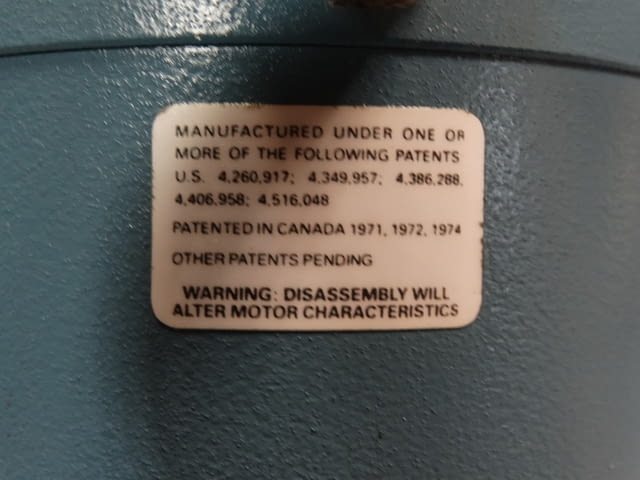 MANUFACTURED UNDER ONE OR
MORE OF THE FOLLOWING PATENTS
U.S. 4,260,917; 4,349,957; 4,386,288,
4,406,958; 4,516,048
PATENTED IN CANADA 1971, 1972, 1974
OTHER PATENTS PENDING
WARNING: DISASSEMBLY WILL
ALTER MOTOR CHARACTERISTICS